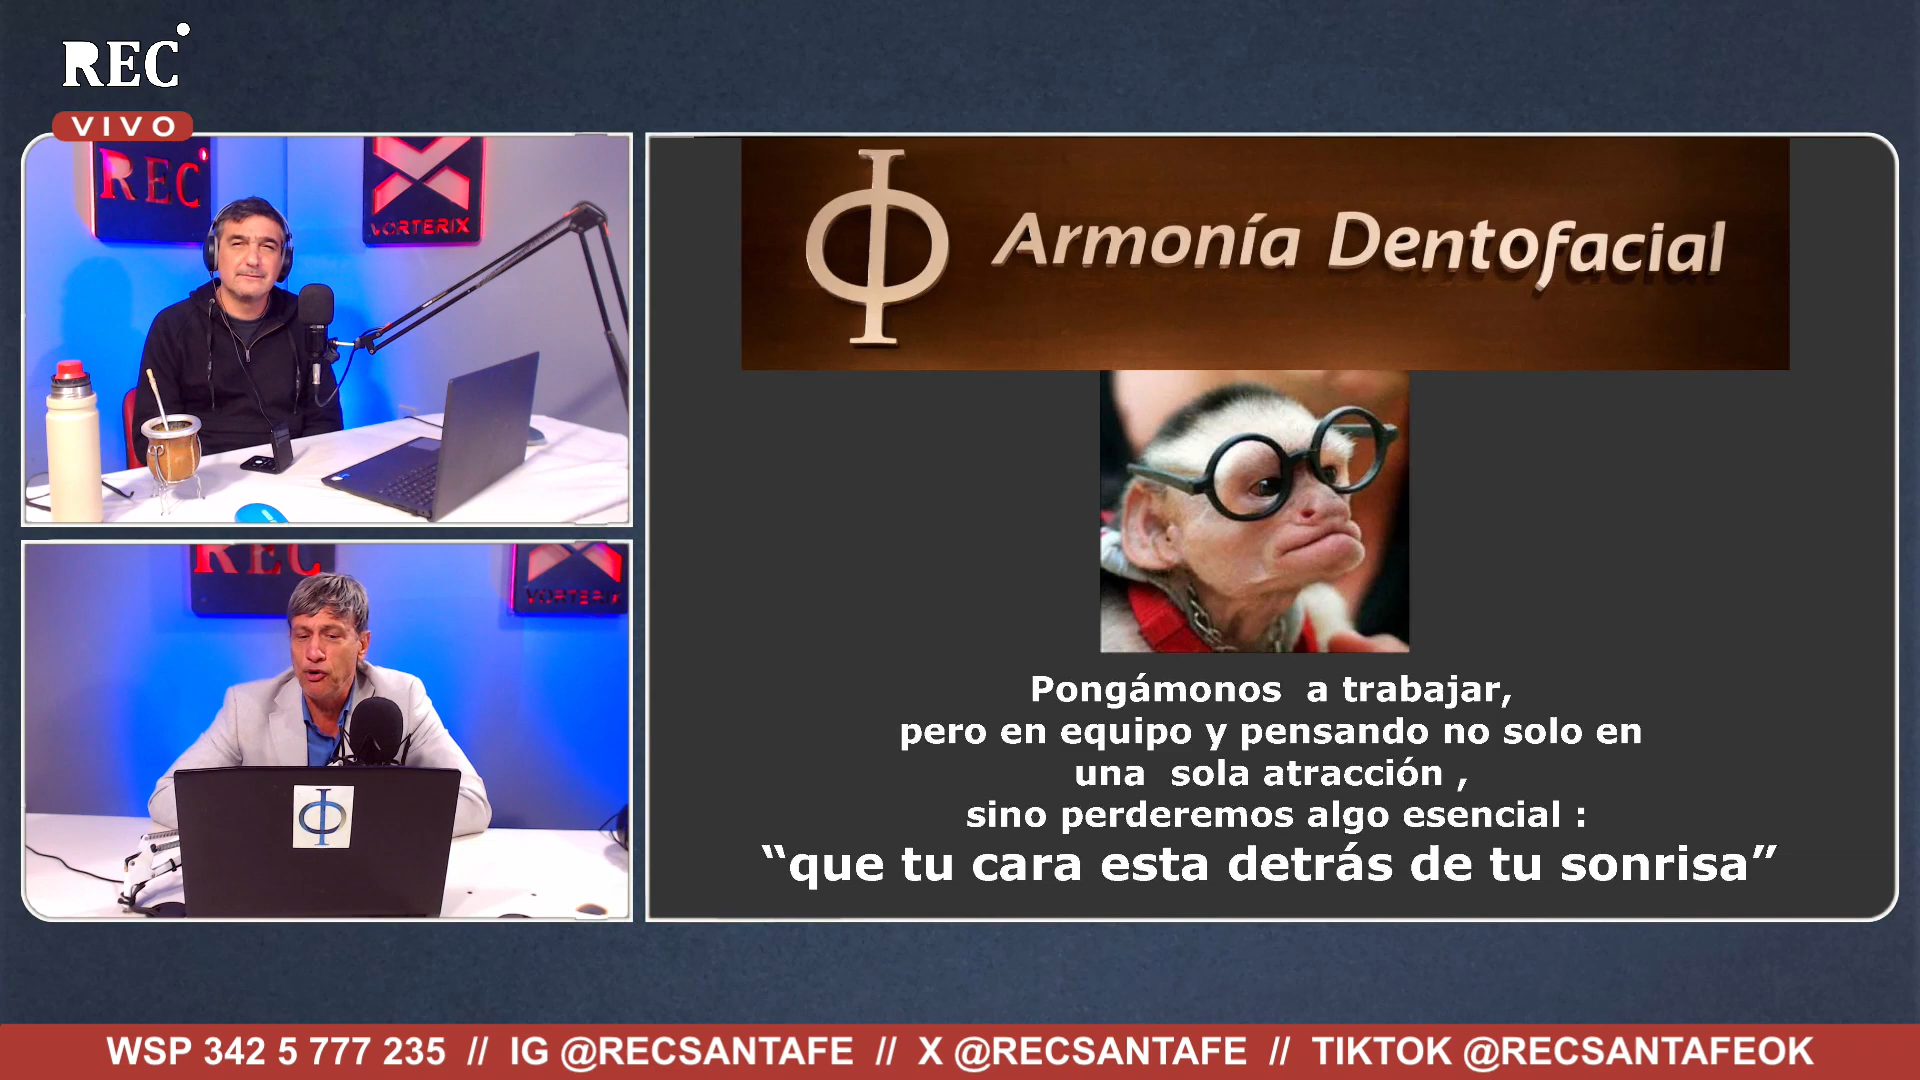 REC
VIVO
REC
VORTERIX
REC
VORTERIX
Armonía Dentofacial
Pongámonos a trabajar,
pero en equipo y pensando no solo en
una sola atracción ,
sino perderemos algo esencial :
“que tu cara esta detrás de tu sonrisa”
WSP 342 5 777 235 // IG @RECSANTAFE // X @RECSANTAFE // TIKTOK @RECSANTAFEOK